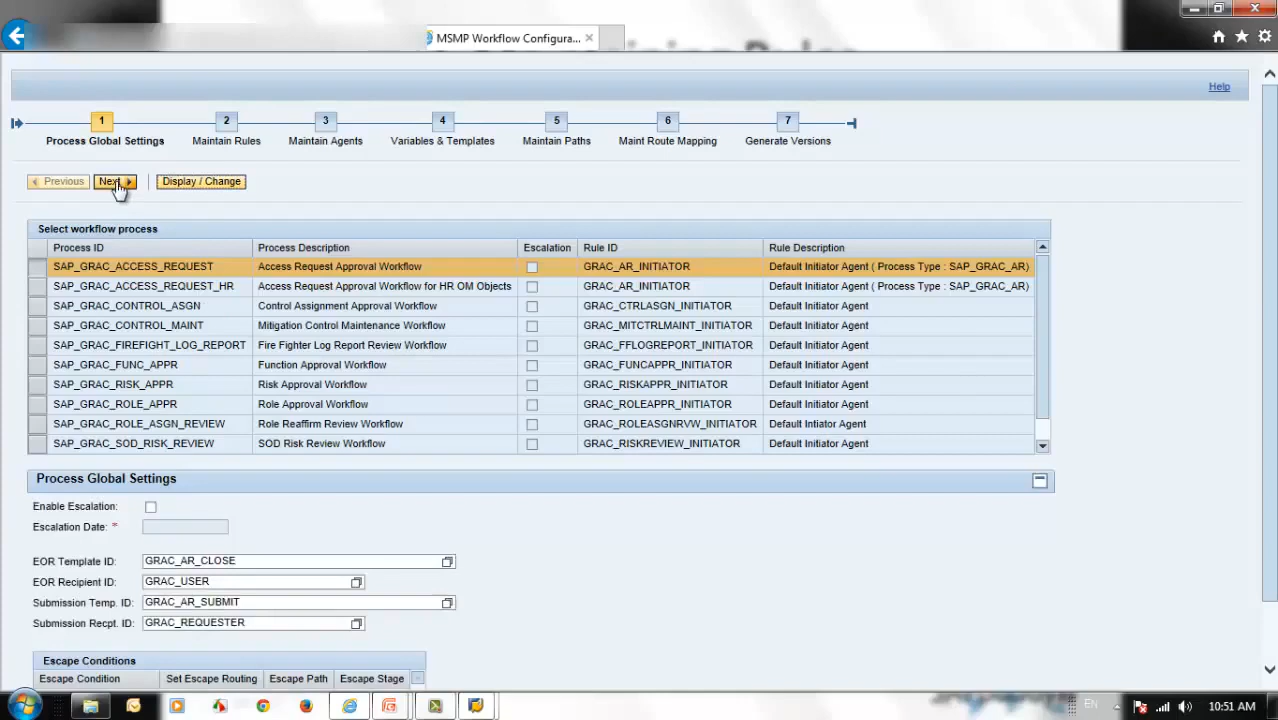 MSMP Workflow Configura...
Help
1 2 3 4 5 6 7
Process Global Settings Maintain Rules Maintain Agents Variables & Templates Maintain Paths Maint Route Mapping Generate Versions
Previous Next Display / Change
Select workflow process
Process ID Process Description Escalation Rule ID Rule Description
SAP_GRAC_ACCESS_REQUEST Access Request Approval Workflow GRAC_AR_INITIATOR Default Initiator Agent ( Process Type : SAP_GRAC_AR)
SAP_GRAC_ACCESS_REQUEST_HR Access Request Approval Workflow for HR OM Objects GRAC_AR_INITIATOR Default Initiator Agent ( Process Type : SAP_GRAC_AR)
SAP_GRAC_CONTROL_ASGN Control Assignment Approval Workflow GRAC_CTRLASGN_INITIATOR Default Initiator Agent
SAP_GRAC_CONTROL_MAINT Mitigation Control Maintenance Workflow GRAC_MITCTRLMAINT_INITIATOR Default Initiator Agent
SAP_GRAC_FIREFIGHT_LOG_REPORT Fire Fighter Log Report Review Workflow GRAC_FFLOGREPORT_INITIATOR Default Initiator Agent
SAP_GRAC_FUNC_APPR Function Approval Workflow GRAC_FUNCAPPR_INITIATOR Default Initiator Agent
SAP_GRAC_RISK_APPR Risk Approval Workflow GRAC_RISKAPPR_INITIATOR Default Initiator Agent
SAP_GRAC_ROLE_APPR Role Approval Workflow GRAC_ROLEAPPR_INITIATOR Default Initiator Agent
SAP_GRAC_ROLE_ASGN_REVIEW Role Reaffirm Review Workflow GRAC_ROLEASGNRVW_INITIATOR Default Intiator Agent
SAP_GRAC_SOD_RISK_REVIEW SOD Risk Review Workflow GRAC_RISKREVIEW_INITIATOR Default Initiator Agent
Process Global Settings
Enable Escalation:
Escalation Date: *
EOR Template ID: GRAC_AR_CLOSE
EOR Recipient ID: GRAC_USER
Submission Temp. ID: GRAC_AR_SUBMIT
Submission Recpt. ID: GRAC_REQUESTER
Escape Conditions
Escape Condition Set Escape Routing Escape Path Escape Stage
EN 10:51 AM